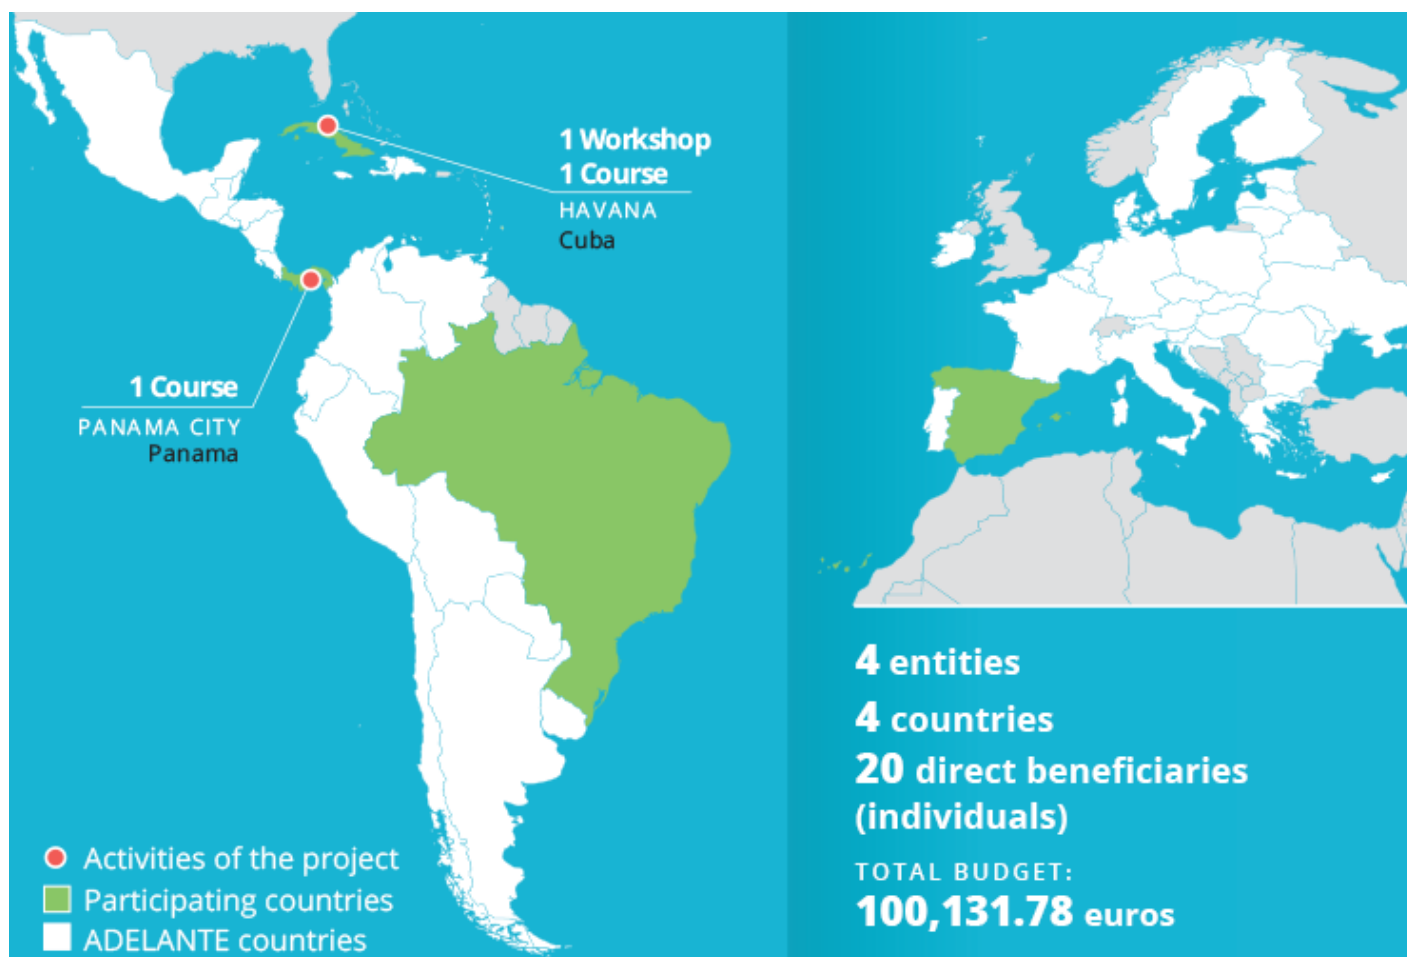 1 Workshop
1 Course
HAVANA
Cuba
1 Course
PANAMA CITY
Panama
Activities of the project
Participating countries
ADELANTE countries
4 entities
4 countries
20 direct beneficiaries
(individuals)
TOTAL BUDGET:
100,131.78 euros